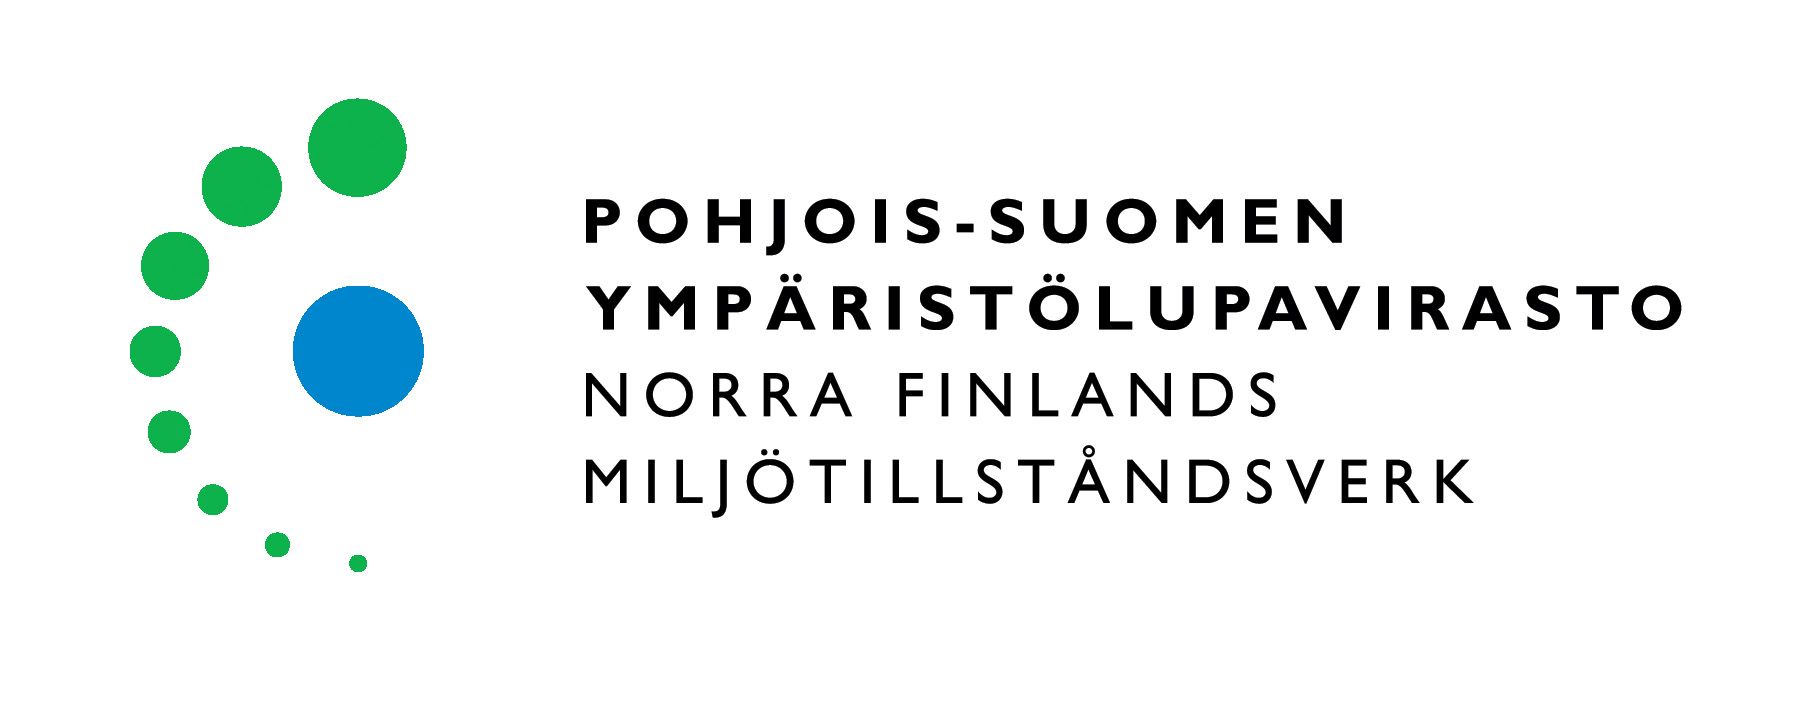 POHJOIS-SUOMEN
YMPÄRISTÖLUPAVIRASTO
NORRA FINLANDS
MILJÖTILLSTÅNDSVERK